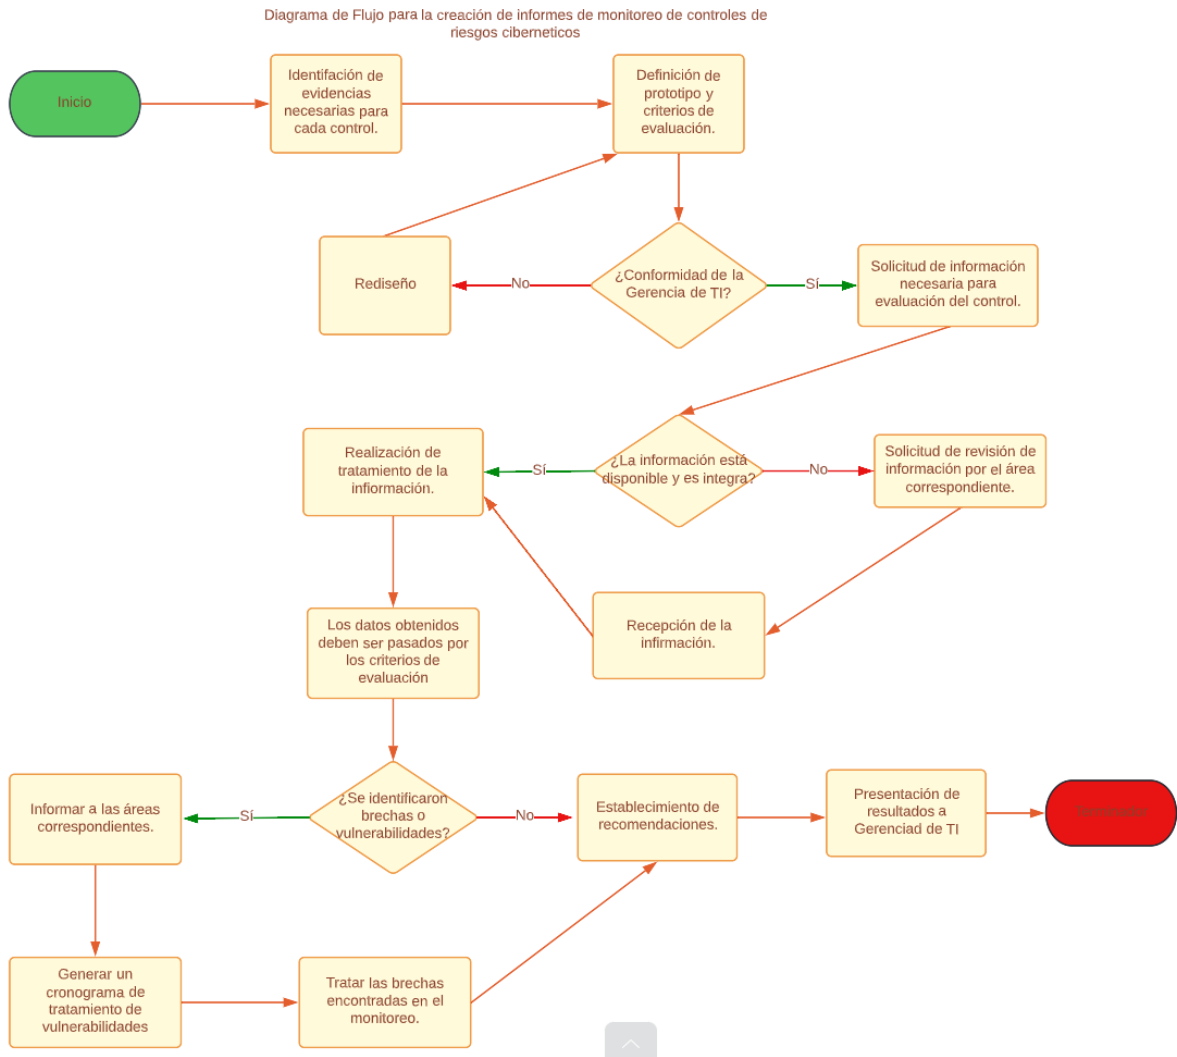 Diagrama de Flujo para la creación de informes de monitoreo de controles de
riesgos ciberneticos
Inicio
Identifación de
evidencias
necesarias para
cada control.
Definición de
prototipo y
criterios de
evaluación.
Rediseño
No
¿Conformidad de la
Gerencia de TI?
Sí
Solicitud de información
necesaria para
evaluación del control.
Realización de
tratamiento de la
infiormación.
Sí
¿La información está
disponible y es integra?
No
Solicitud de revisión de
información por el área
correspondiente.
Los datos obtenidos
deben ser pasados por
los criterios de
evaluación
Recepción de la
infirmación.
Informar a las áreas
correspondientes.
Sí
¿Se identificaron
brechas o
vulnerabilidades?
No
Establecimiento de
recomendaciones.
Presentación de
resultados a
Gerenciad de TI
Terminador
Generar un
cronograma de
tratamiento de
vulnerabilidades
Tratar las brechas
encontradas en el
monitoreo.